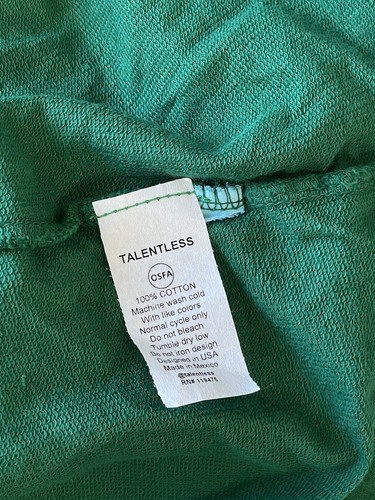 TALENTLESS
OSFA
100% COTTON
Machine wash cold
With like colors
Normal cycle only
Do not bleach
Tumble dry low
Do not iron design
Designed in USA
Made in Mexico
@talentless
RN# 119475